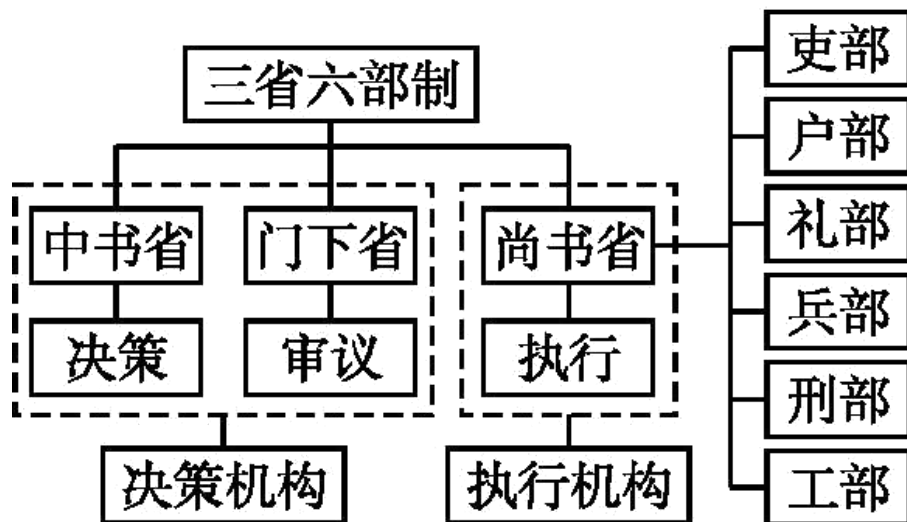 三省六部制
中书省
门下省
尚书省
决策
审议
执行
决策机构
执行机构
吏部
户部
礼部
兵部
刑部
工部